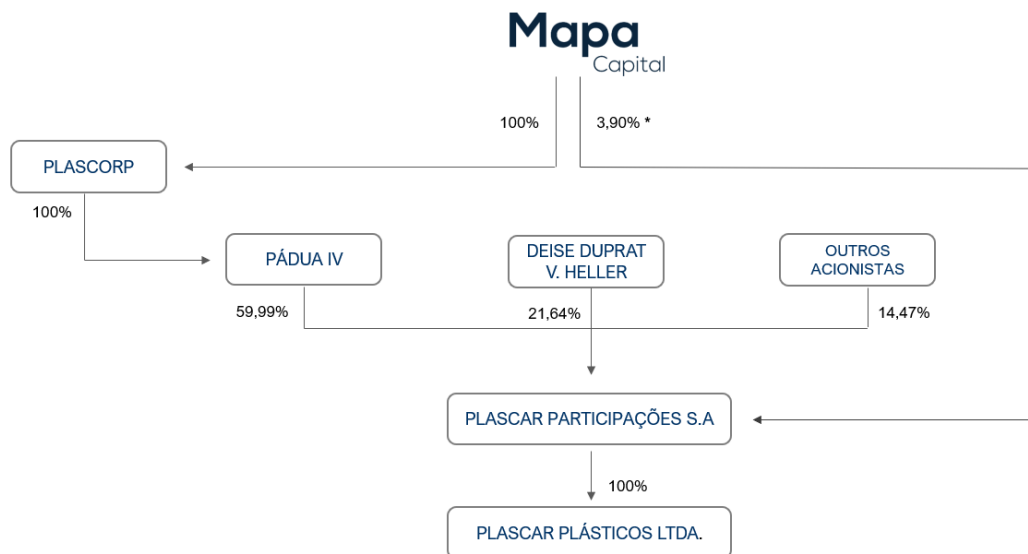 Mapa
Capital
100%
3,90% *
PLASCORP
100%
PÁDUA IV
DEISE DUPRAT
V. HELLER
OUTROS
ACIONISTAS
59,99%
21,64%
14,47%
PLASCAR PARTICIPAÇÕES S.A
100%
PLASCAR PLÁSTICOS LTDA.